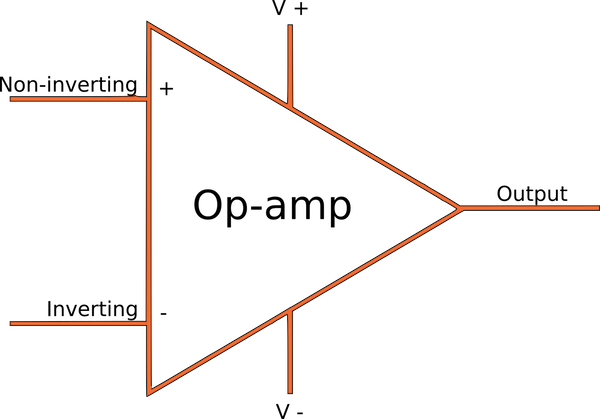 V +
Non-inverting
+
Output
Op-amp
Inverting
-
V -